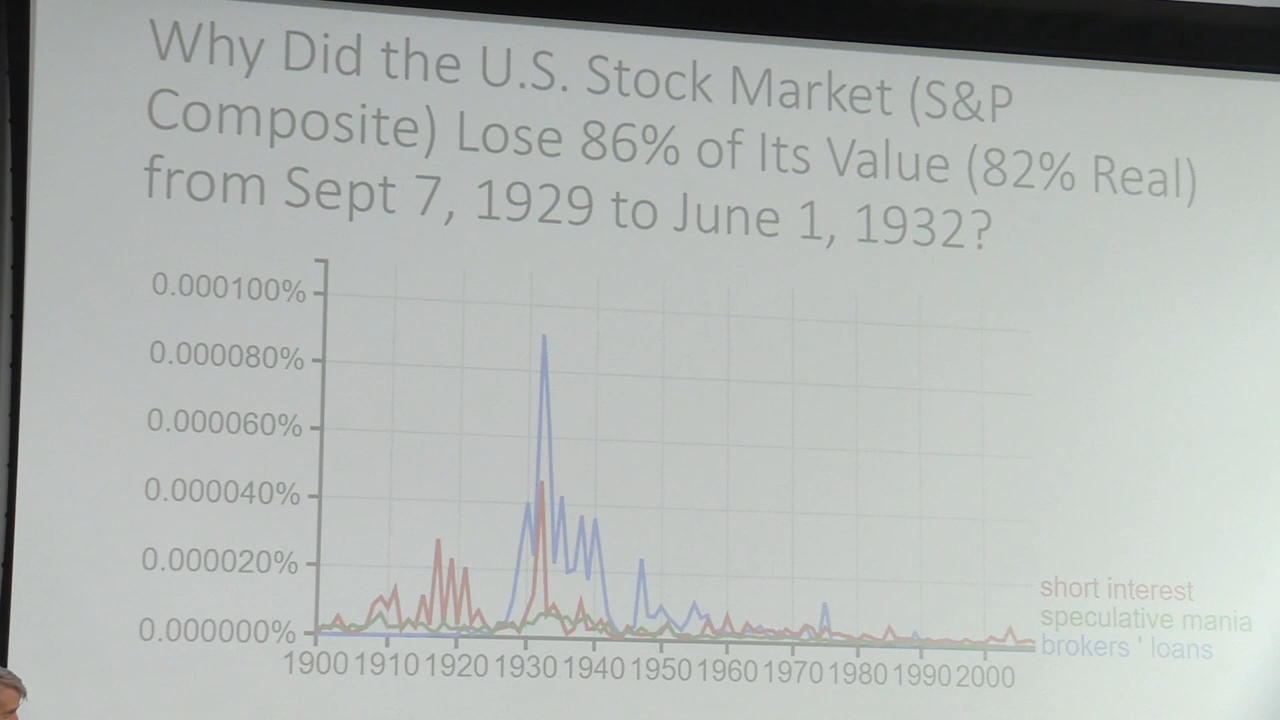 Why Did the U.S. Stock Market (S&P
Composite) Lose 86% of Its Value (82% Real)
from Sept 7, 1929 to June 1, 1932?
0.000100%
0.000080%
0.000060%
0.000040%
0.000020%
0.000000%
1900 1910 1920 1930 1940 1950 1960 1970 1980 1990 2000
short interest
speculative mania
brokers ' loans